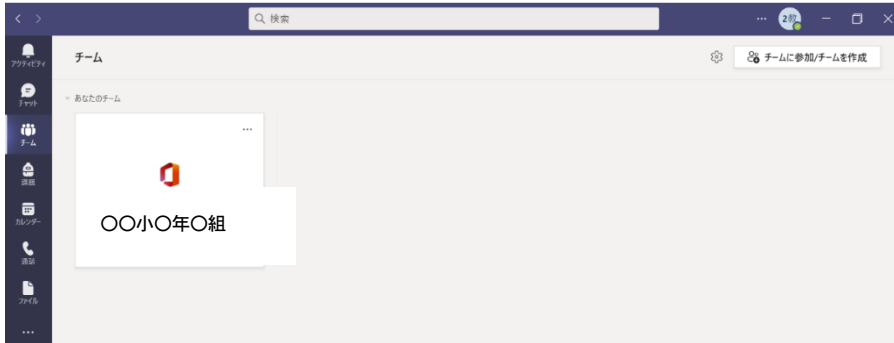 検索
2教
アクティビティ
チャット
チーム
課題
カレンダー
通話
ファイル
チーム
チームに参加/チームを作成
あなたのチーム
〇〇小〇年〇組